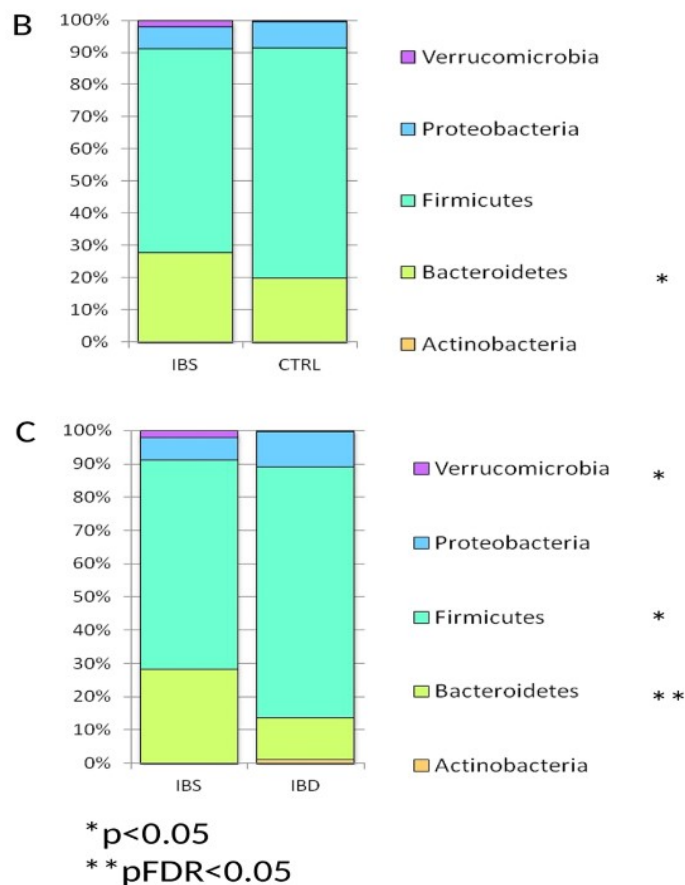 B
100%
90%
80%
70%
60%
50%
40%
30%
20%
10%
0%
IBS CTRL
Verrucomicrobia
Proteobacteria
Firmicutes
Bacteroidetes *
Actinobacteria
C
100%
90%
80%
70%
60%
50%
40%
30%
20%
10%
0%
IBS IBD
Verrucomicrobia *
Proteobacteria
Firmicutes *
Bacteroidetes **
Actinobacteria
*p<0.05
**pFDR<0.05